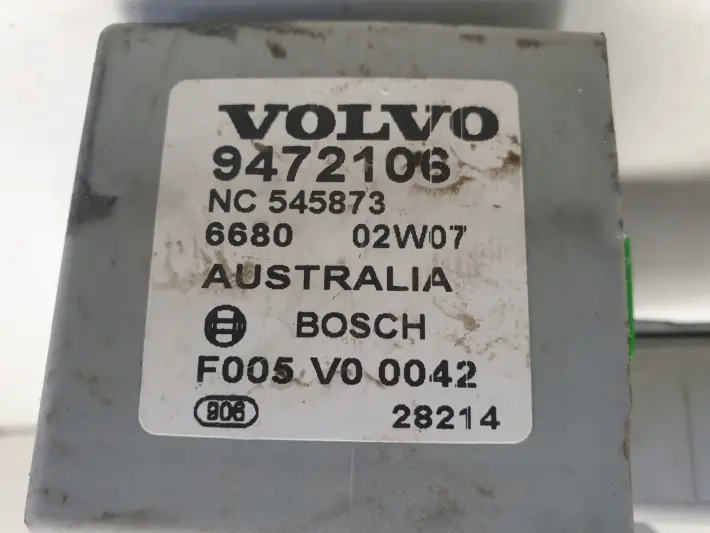 VOLVO
9472106
NC 545873
6680 02W07
AUSTRALIA
BOSCH
F005 V0 0042
906 28214